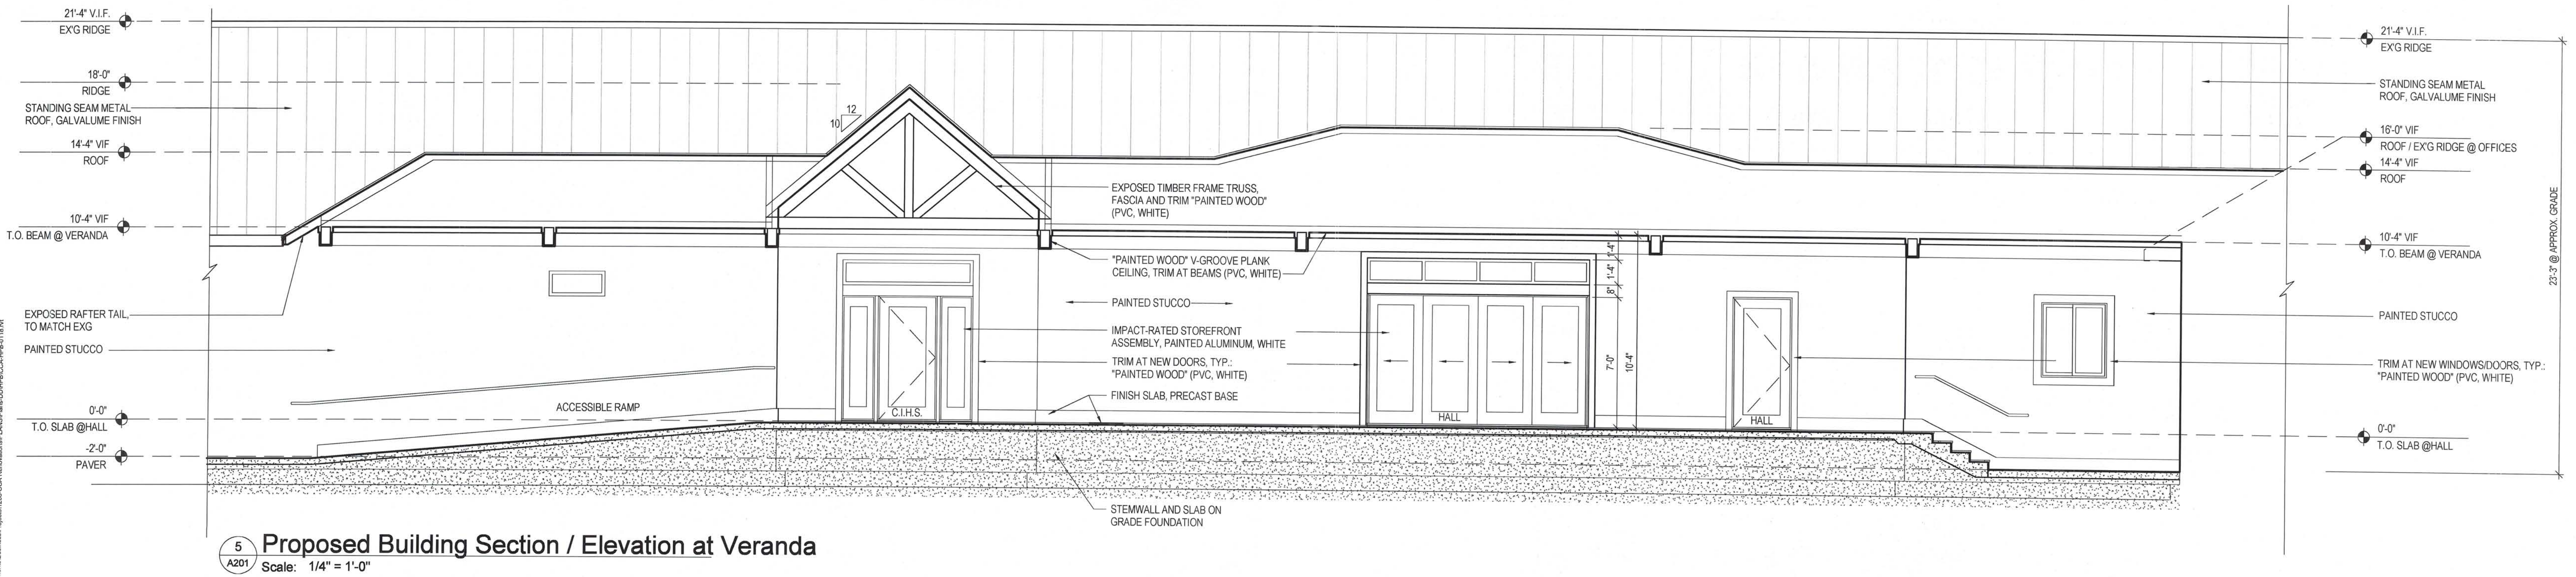 21'-4" V.I.F.
EX'G RIDGE
18'-0"
RIDGE
STANDING SEAM METAL
ROOF, GALVALUME FINISH
14'-4" VIF
ROOF
10'-4" VIF
T.O. BEAM @ VERANDA
EXPOSED RAFTER TAIL,
TO MATCH EXG
PAINTED STUCCO
0'-0"
T.O. SLAB @HALL
-2'-0"
PAVER
ACCESSIBLE RAMP
12
10
C.I.H.S.
EXPOSED TIMBER FRAME TRUSS,
FASCIA AND TRIM "PAINTED WOOD"
(PVC, WHITE)
"PAINTED WOOD" V-GROOVE PLANK
CEILING, TRIM AT BEAMS (PVC, WHITE)
PAINTED STUCCO
IMPACT-RATED STOREFRONT
ASSEMBLY, PAINTED ALUMINUM, WHITE
TRIM AT NEW DOORS, TYP.:
"PAINTED WOOD" (PVC, WHITE)
FINISH SLAB, PRECAST BASE
STEMWALL AND SLAB ON
GRADE FOUNDATION
HALL
1'-4"
1'-4"
8"
7'-0"
10'-4"
HALL
21'-4" V.I.F.
EX'G RIDGE
STANDING SEAM METAL
ROOF, GALVALUME FINISH
16'-0" VIF
ROOF / EX'G RIDGE @ OFFICES
14'-4" VIF
ROOF
10'-4" VIF
T.O. BEAM @ VERANDA
PAINTED STUCCO
TRIM AT NEW WINDOWS/DOORS, TYP.:
"PAINTED WOOD" (PVC, WHITE)
0'-0"
T.O. SLAB @HALL
23'-3" @ APPROX. GRADE
5
A201
Proposed Building Section / Elevation at Veranda
Scale: 1/4" = 1'-0"